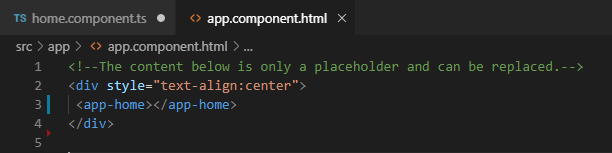 TS home.component.ts ● <> app.component.html ×
src > app > <> app.component.html > ...
1 <!--The content below is only a placeholder and can be replaced.-->
2 <div style="text-align:center">
3 <app-home></app-home>
4 </div>
5